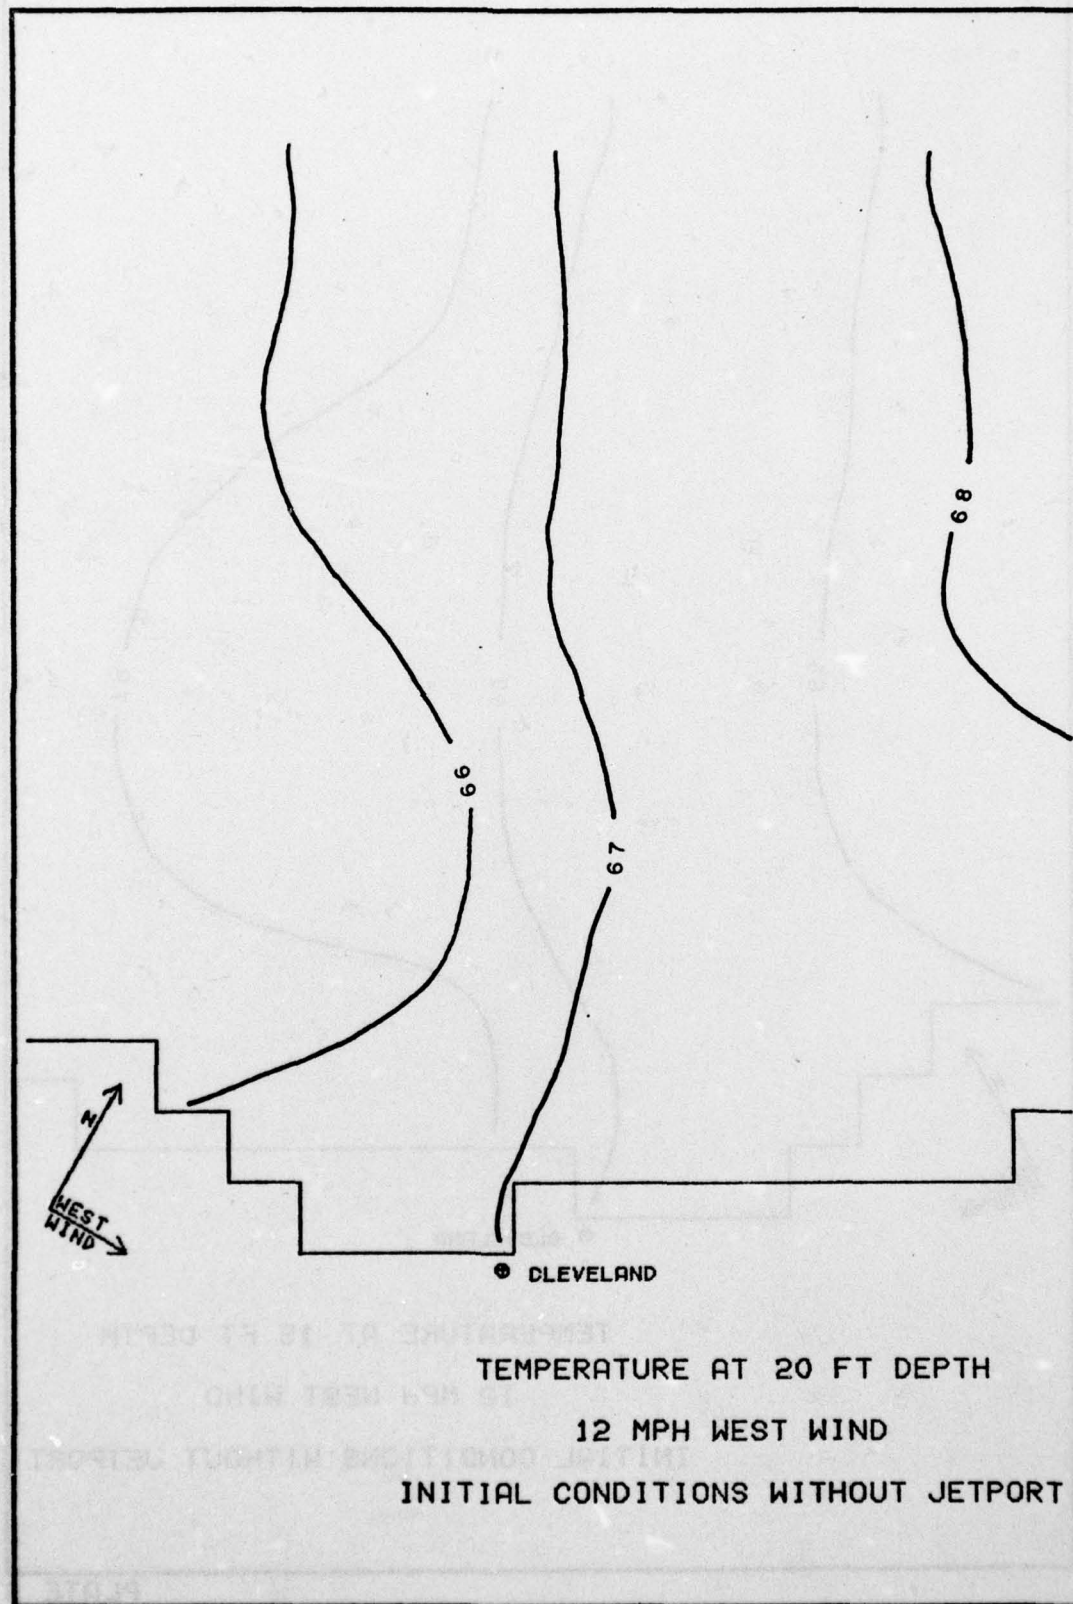 68
66
67
N
WEST
WIND
CLEVELAND
TEMPERATURE AT 20 FT DEPTH
12 MPH WEST WIND
INITIAL CONDITIONS WITHOUT JETPORT